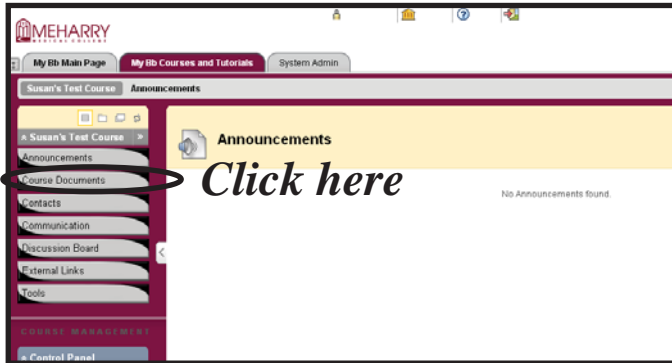 MEHARRY
MEDICAL COLLEGE
My Bb Main Page My Bb Courses and Tutorials System Admin
Susan's Test Course Announcements
Susan's Test Course
Announcements
Announcements
Course Documents
Click here
No Announcements found.
Contacts
Communication
Discussion Board
External Links
Tools
COURSE MANAGEMENT
Control Panel